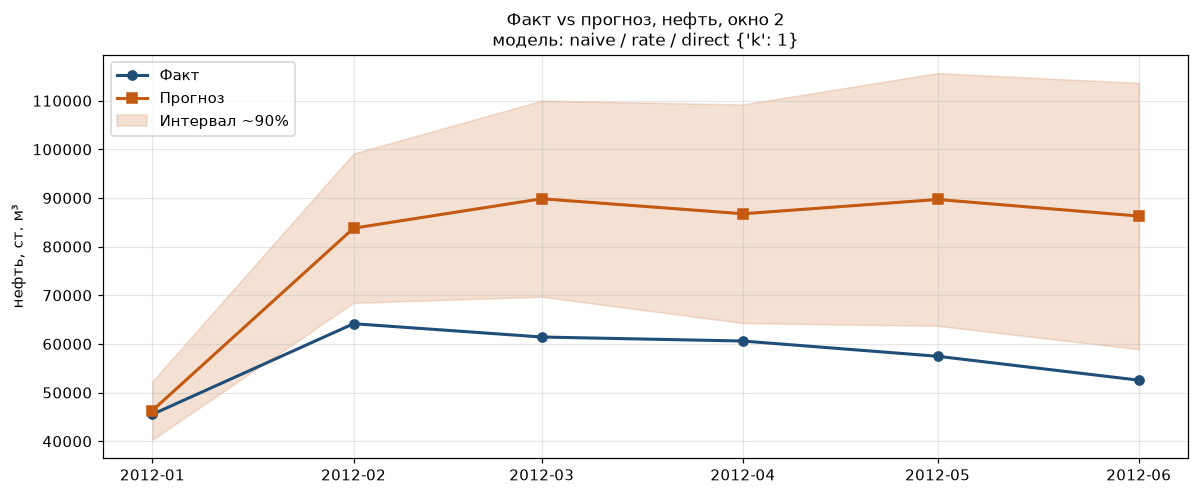 Факт vs прогноз, нефть, окно 2
модель: naive / rate / direct {'k': 1}
Факт
Прогноз
Интервал ~90%
нефть, ст. м³
110000
100000
90000
80000
70000
60000
50000
40000
2012-01
2012-02
2012-03
2012-04
2012-05
2012-06